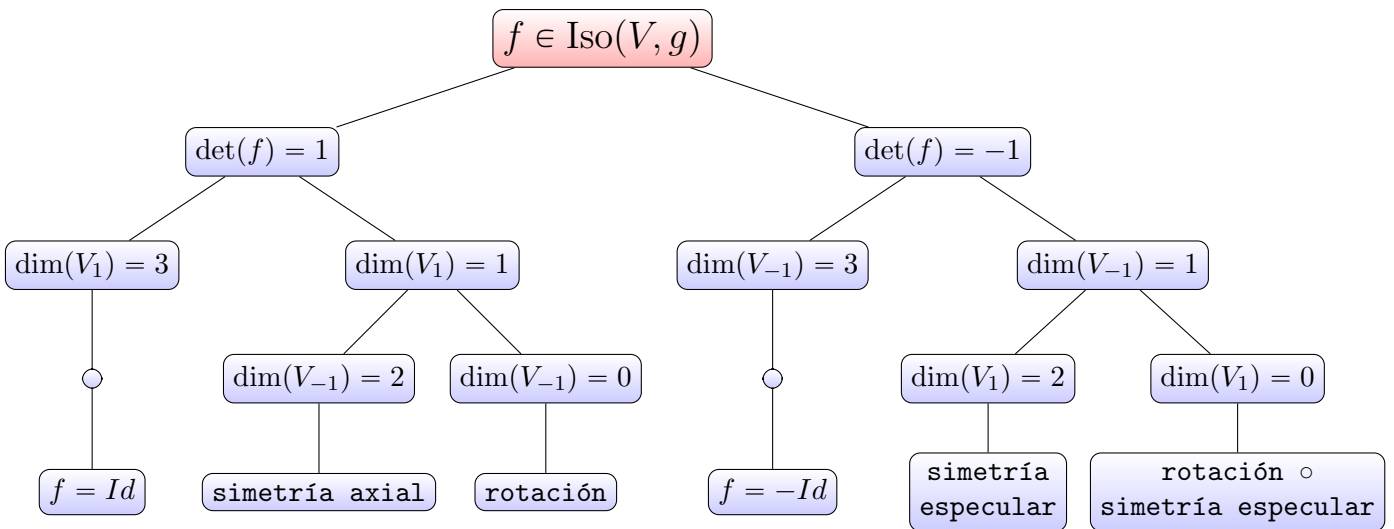 f ∈ Iso(V, g)
det(f) = 1
det(f) = −1
dim(V₁) = 3
dim(V₁) = 1
dim(V₋₁) = 3
dim(V₋₁) = 1
dim(V₋₁) = 2
dim(V₋₁) = 0
dim(V₁) = 2
dim(V₁) = 0
f = Id
simetría axial
rotación
f = −Id
simetría
especular
rotación ∘
simetría especular